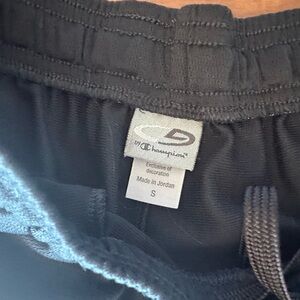 by Champion®
Exclusive of
decoration
Made in Jordan
S